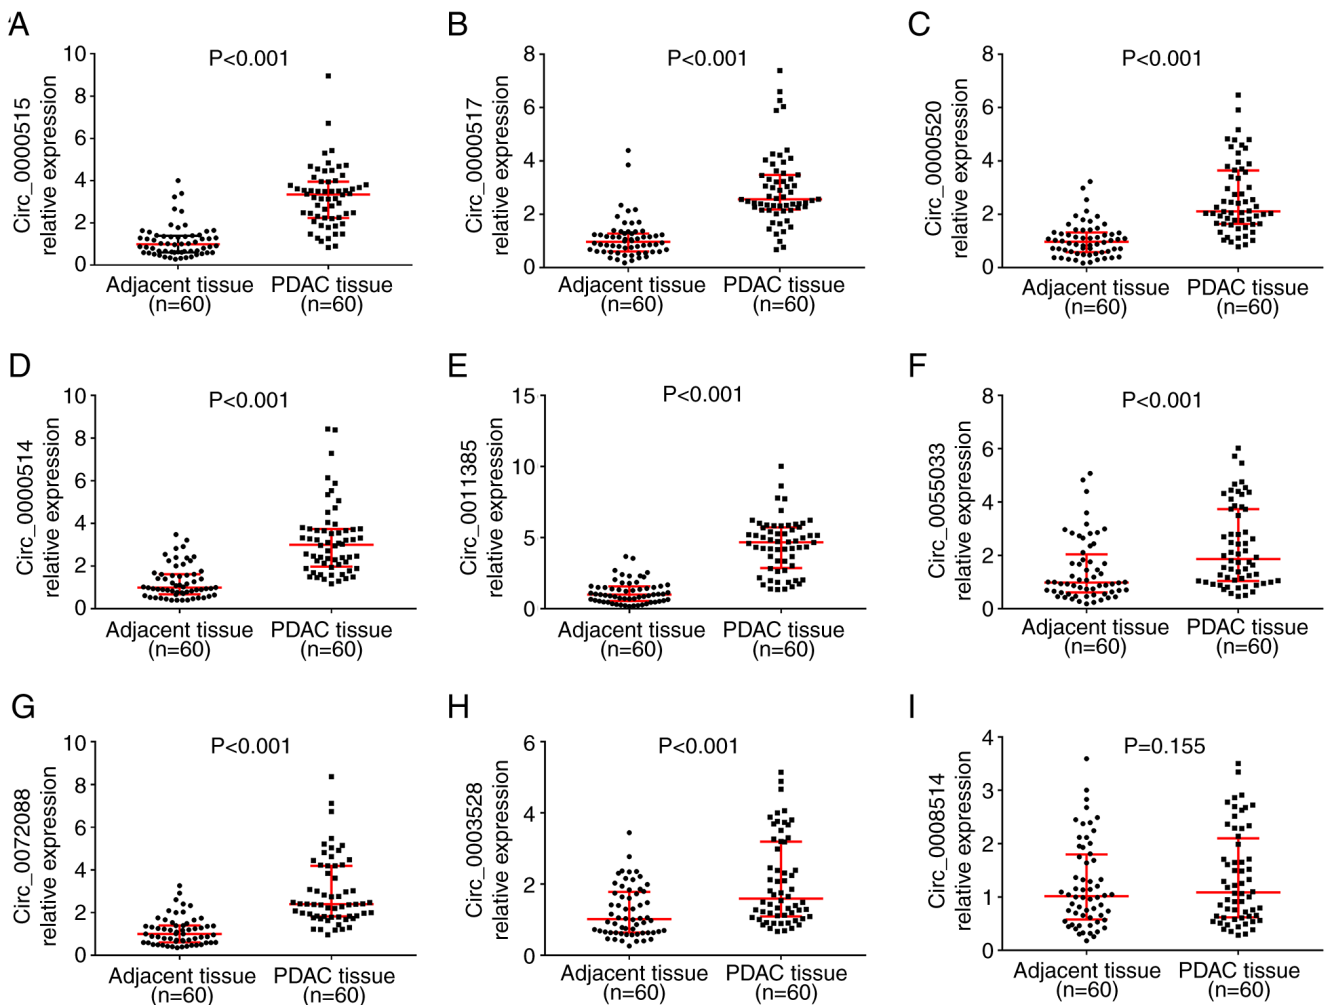 A
P<0.001
Circ_0000515
relative expression
10
8
6
4
2
0
Adjacent tissue
(n=60)
PDAC tissue
(n=60)
B
P<0.001
Circ_0000517
relative expression
8
6
4
2
0
Adjacent tissue
(n=60)
PDAC tissue
(n=60)
C
P<0.001
Circ_0000520
relative expression
8
6
4
2
0
Adjacent tissue
(n=60)
PDAC tissue
(n=60)
D
P<0.001
Circ_0000514
relative expression
10
8
6
4
2
0
Adjacent tissue
(n=60)
PDAC tissue
(n=60)
E
P<0.001
Circ_0011385
relative expression
15
10
5
0
Adjacent tissue
(n=60)
PDAC tissue
(n=60)
F
P<0.001
Circ_0055033
relative expression
8
6
4
2
0
Adjacent tissue
(n=60)
PDAC tissue
(n=60)
G
P<0.001
Circ_0072088
relative expression
10
8
6
4
2
0
Adjacent tissue
(n=60)
PDAC tissue
(n=60)
H
P<0.001
Circ_0003528
relative expression
6
4
2
0
Adjacent tissue
(n=60)
PDAC tissue
(n=60)
I
P=0.155
Circ_0008514
relative expression
4
3
2
1
0
Adjacent tissue
(n=60)
PDAC tissue
(n=60)